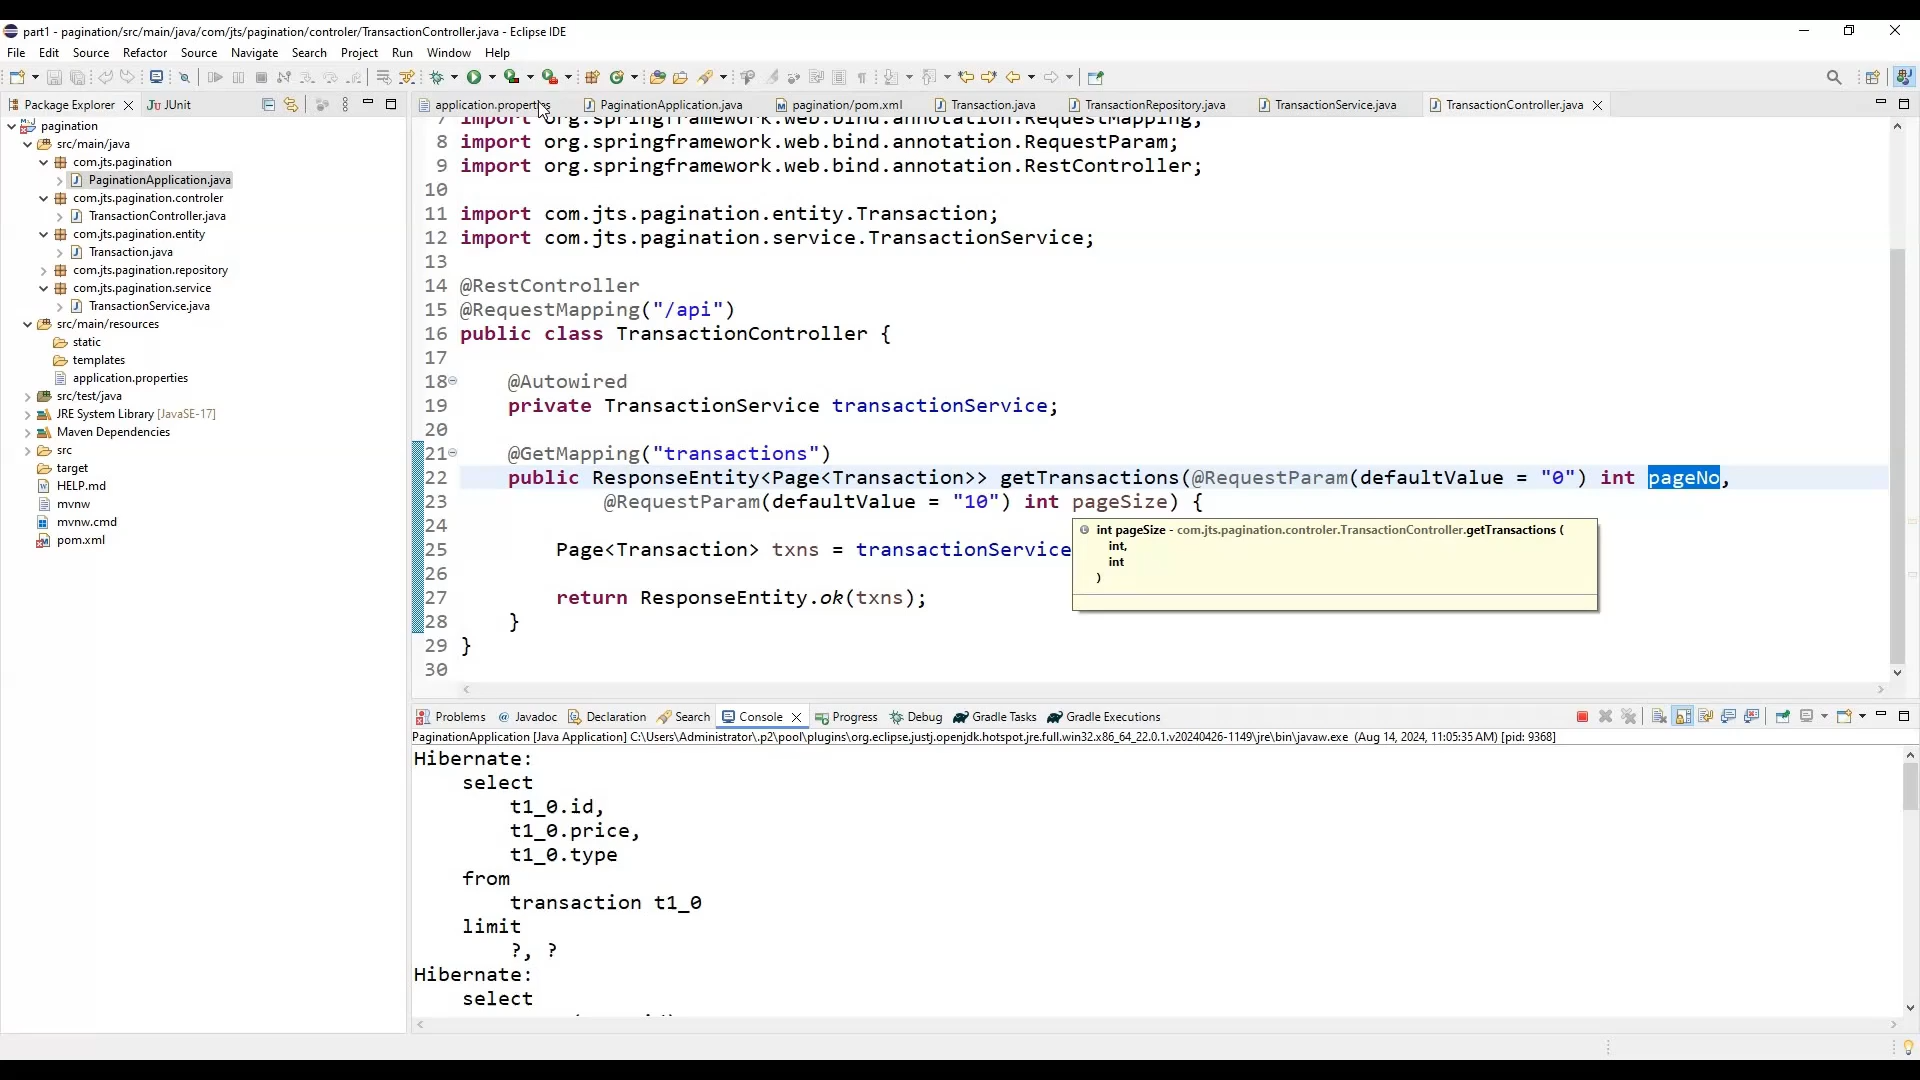 part1 - pagination/src/main/java/com/jts/pagination/controler/TransactionController.java - Eclipse IDE
File Edit Source Refactor Source Navigate Search Project Run Window Help
Package Explorer
JUnit
application.properties
PaginationApplication.java
pagination/pom.xml
Transaction.java
TransactionRepository.java
TransactionService.java
TransactionController.java
pagination
src/main/java
com.jts.pagination
PaginationApplication.java
com.jts.pagination.controler
TransactionController.java
com.jts.pagination.entity
Transaction.java
com.jts.pagination.repository
com.jts.pagination.service
TransactionService.java
src/main/resources
static
templates
application.properties
src/test/java
JRE System Library [JavaSE-17]
Maven Dependencies
src
target
HELP.md
mvnw
mvnw.cmd
pom.xml
7 import org.springframework.web.bind.annotation.RequestMapping;
8 import org.springframework.web.bind.annotation.RequestParam;
9 import org.springframework.web.bind.annotation.RestController;
10
11 import com.jts.pagination.entity.Transaction;
12 import com.jts.pagination.service.TransactionService;
13
14 @RestController
15 @RequestMapping("/api")
16 public class TransactionController {
17
18 @Autowired
19 private TransactionService transactionService;
20
21 @GetMapping("transactions")
22 public ResponseEntity<Page<Transaction>> getTransactions(@RequestParam(defaultValue = "0") int pageNo,
23 @RequestParam(defaultValue = "10") int pageSize) {
24
25 Page<Transaction> txns = transactionService
26
27 return ResponseEntity.ok(txns);
28 }
29 }
30
int pageSize - com.jts.pagination.controler.TransactionController.getTransactions (
int,
int
)
Problems @ Javadoc Declaration Search Console Progress Debug Gradle Tasks Gradle Executions
PaginationApplication [Java Application] C:\Users\Administrator\.p2\pool\plugins\org.eclipse.justj.openjdk.hotspot.jre.full.win32.x86_64_22.0.1.v20240426-1149\jre\bin\javaw.exe (Aug 14, 2024, 11:05:35 AM) [pid: 9368]
Hibernate:
select
t1_0.id,
t1_0.price,
t1_0.type
from
transaction t1_0
limit
?, ?
Hibernate:
select